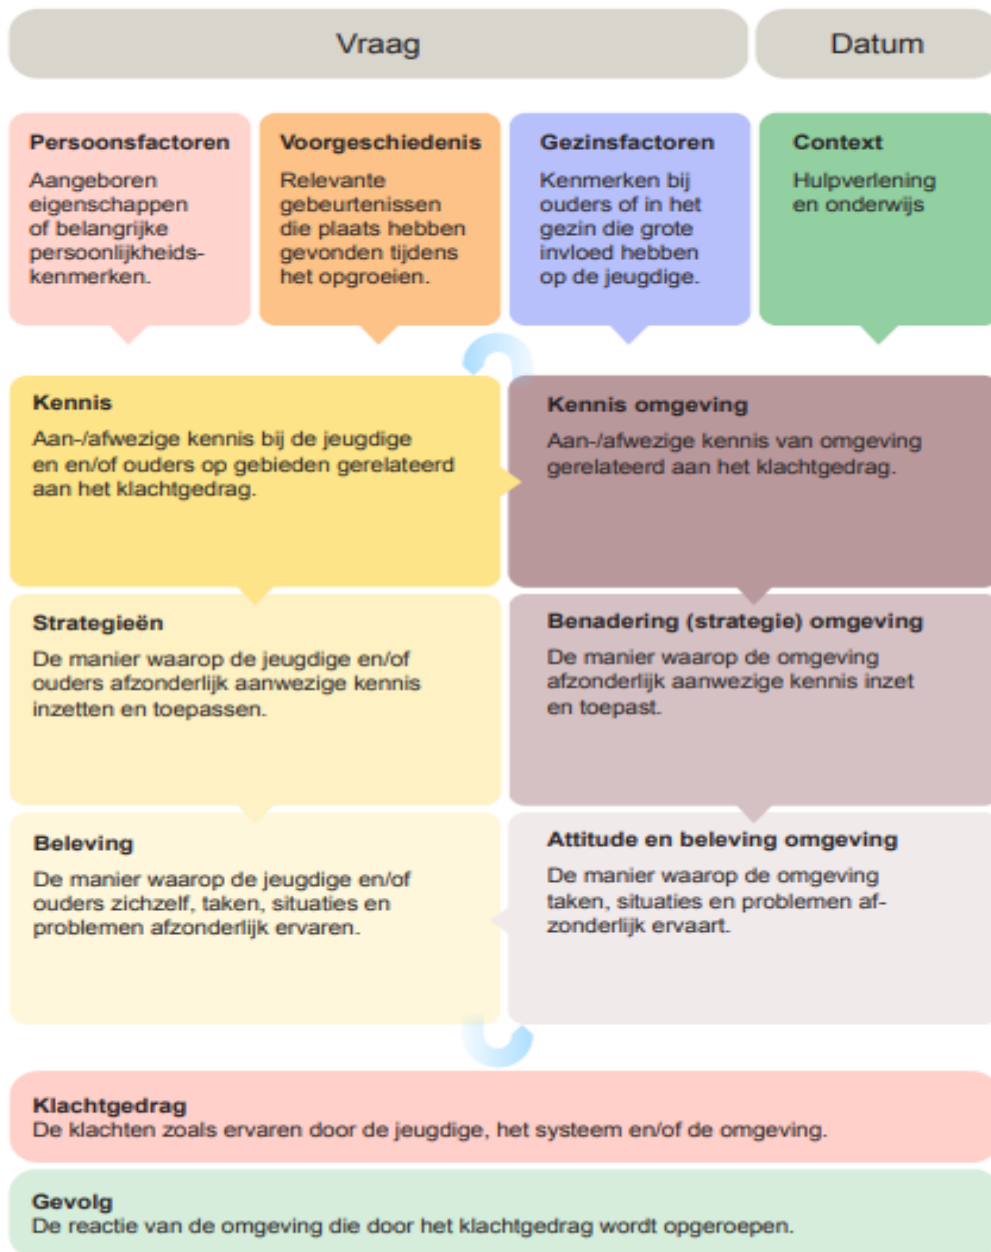 Vraag
Datum
Persoonsfactoren
Aangeboren
eigenschappen
of belangrijke
persoonlijkheids-
kenmerken.
Voorgeschiedenis
Relevante
gebeurtenissen
die plaats hebben
gevonden tijdens
het opgroeien.
Gezinsfactoren
Kenmerken bij
ouders of in het
gezin die grote
invloed hebben
op de jeugdige.
Context
Hulpverlening
en onderwijs
Kennis
Aan-/afwezige kennis bij de jeugdige
en en/of ouders op gebieden gerelateerd
aan het klachtgedrag.
Kennis omgeving
Aan-/afwezige kennis van omgeving
gerelateerd aan het klachtgedrag.
Strategieën
De manier waarop de jeugdige en/of
ouders afzonderlijk aanwezige kennis
inzetten en toepassen.
Benadering (strategie) omgeving
De manier waarop de omgeving
afzonderlijk aanwezige kennis inzet
en toepast.
Beleving
De manier waarop de jeugdige en/of
ouders zichzelf, taken, situaties en
problemen afzonderlijk ervaren.
Attitude en beleving omgeving
De manier waarop de omgeving
taken, situaties en problemen af-
zonderlijk ervaart.
Klachtgedrag
De klachten zoals ervaren door de jeugdige, het systeem en/of de omgeving.
Gevolg
De reactie van de omgeving die door het klachtgedrag wordt opgeroepen.